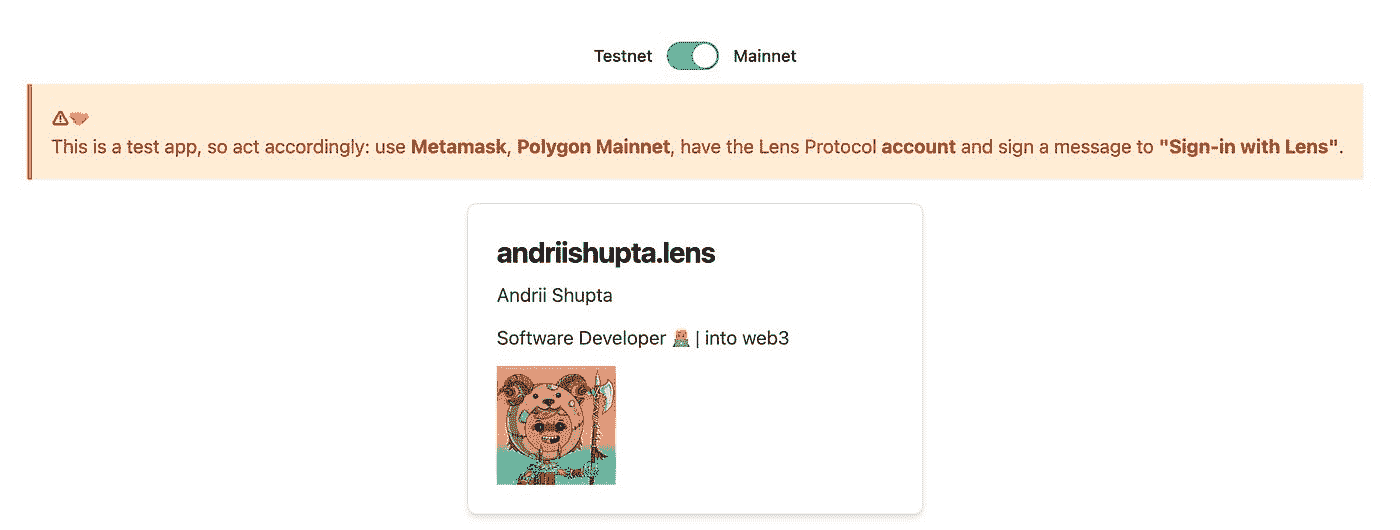 Testnet Mainnet
This is a test app, so act accordingly: use Metamask, Polygon Mainnet, have the Lens Protocol account and sign a message to "Sign-in with Lens".
andriishupta.lens
Andrii Shupta
Software Developer 👨‍💻 | into web3